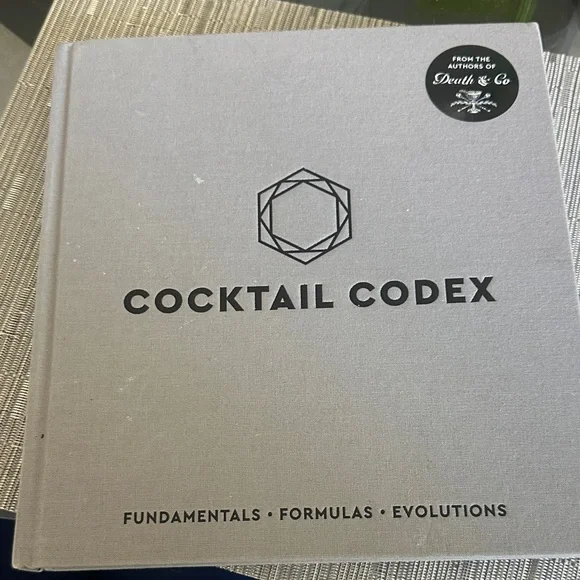 FROM THE
AUTHORS OF
Death & Co
COCKTAIL CODEX
FUNDAMENTALS • FORMULAS • EVOLUTIONS